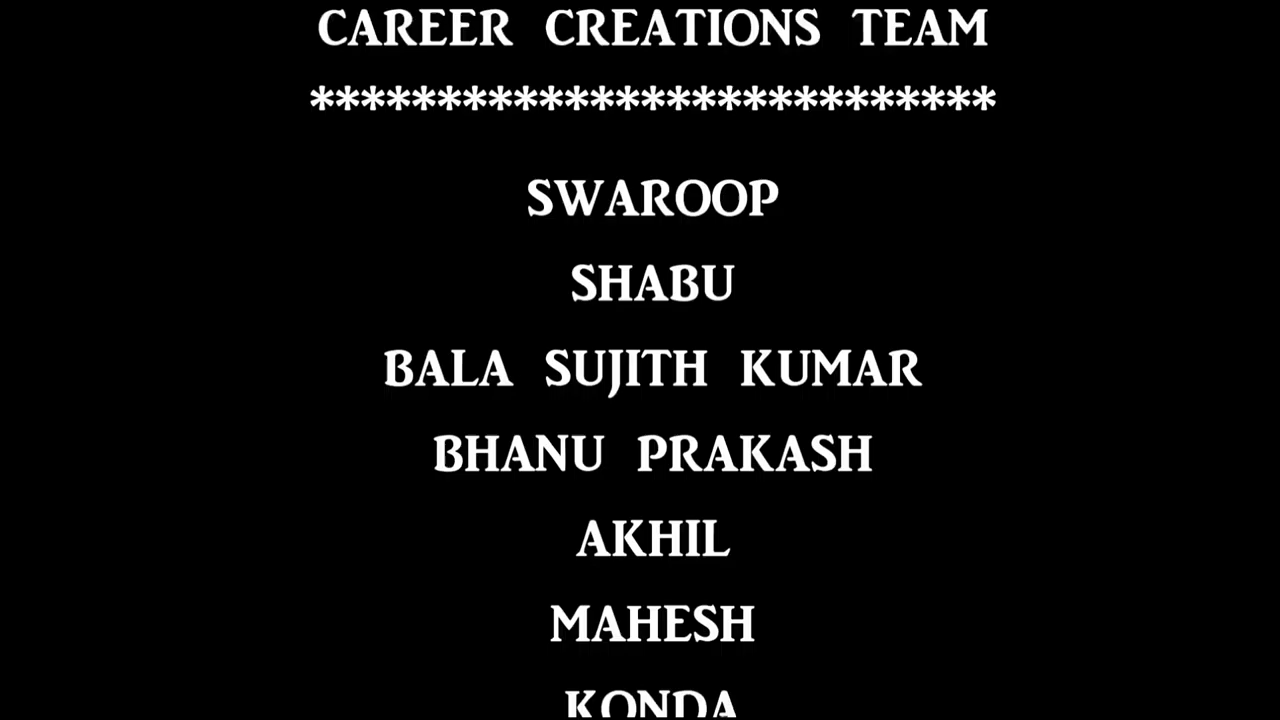 CAREER CREATIONS TEAM
***************************
SWAROOP
SHABU
BALA SUJITH KUMAR
BHANU PRAKASH
AKHIL
MAHESH
KONDA